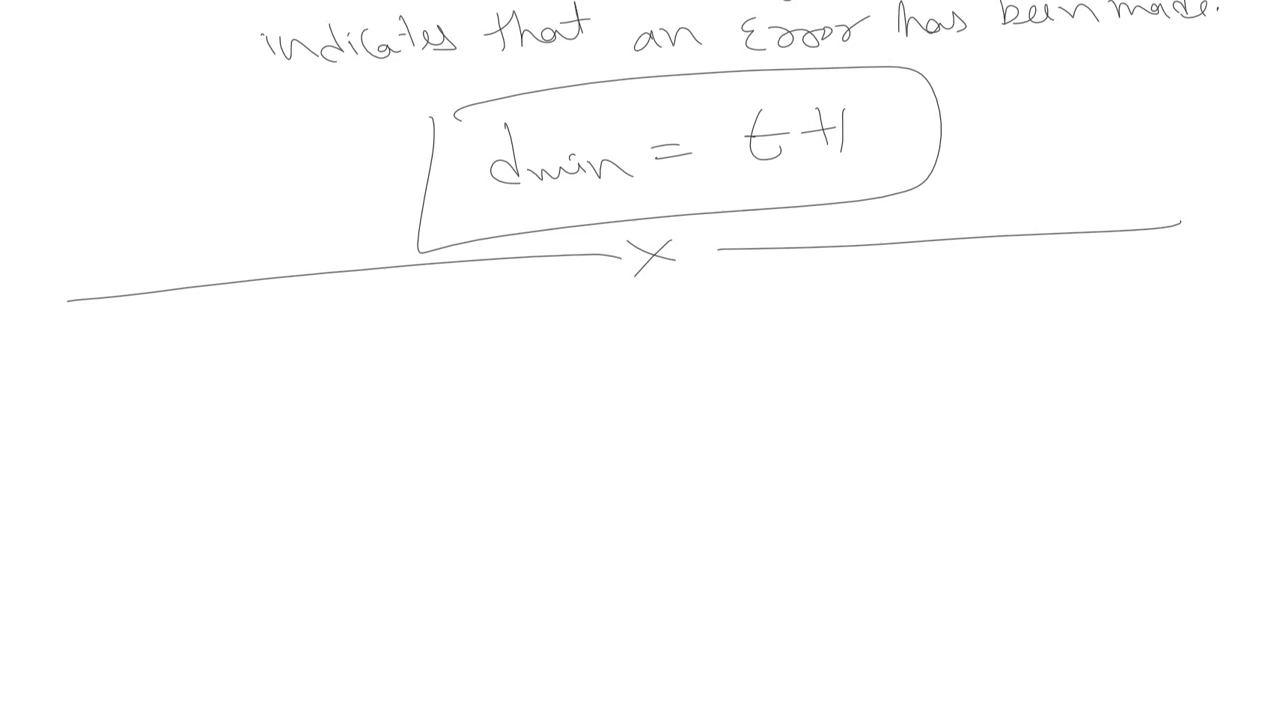 indicates that an Error has been made.
dmin = t+1
X